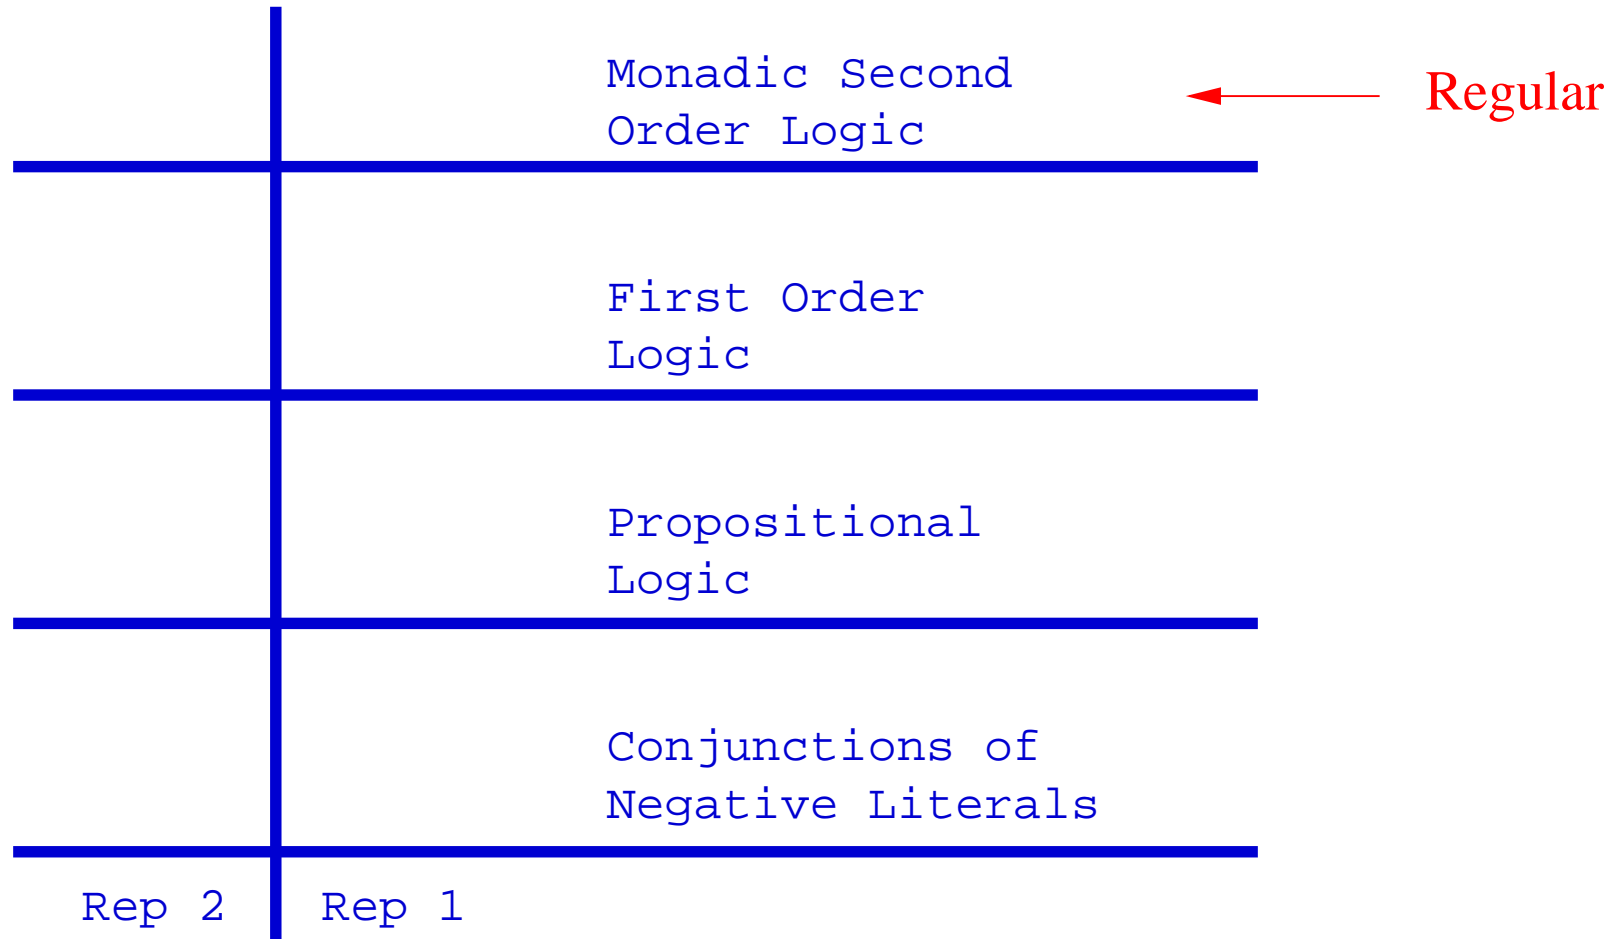 Monadic Second
Order Logic
Regular
First Order
Logic
Propositional
Logic
Conjunctions of
Negative Literals
Rep 2
Rep 1